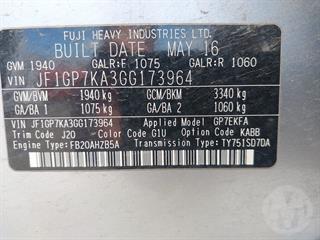 FUJI HEAVY INDUSTRIES LTD.
BUILT DATE MAY 16
GVM 1940 GALR:F 1075 GALR:R 1060
VIN JF1GP7KA3GG173964
GVM/BVM 1940 kg GCM/BKM 3340 kg
GA/BA 1 1075 kg GA/BA 2 1060 kg
VIN JF1GP7KA3GG173964 Applied GP7EKFA
Trim Code J20 ExteriorColor Code G1U Option Code KABB
Engine Type: FB20AHZB5A Transmission Type: TY751SD7DA